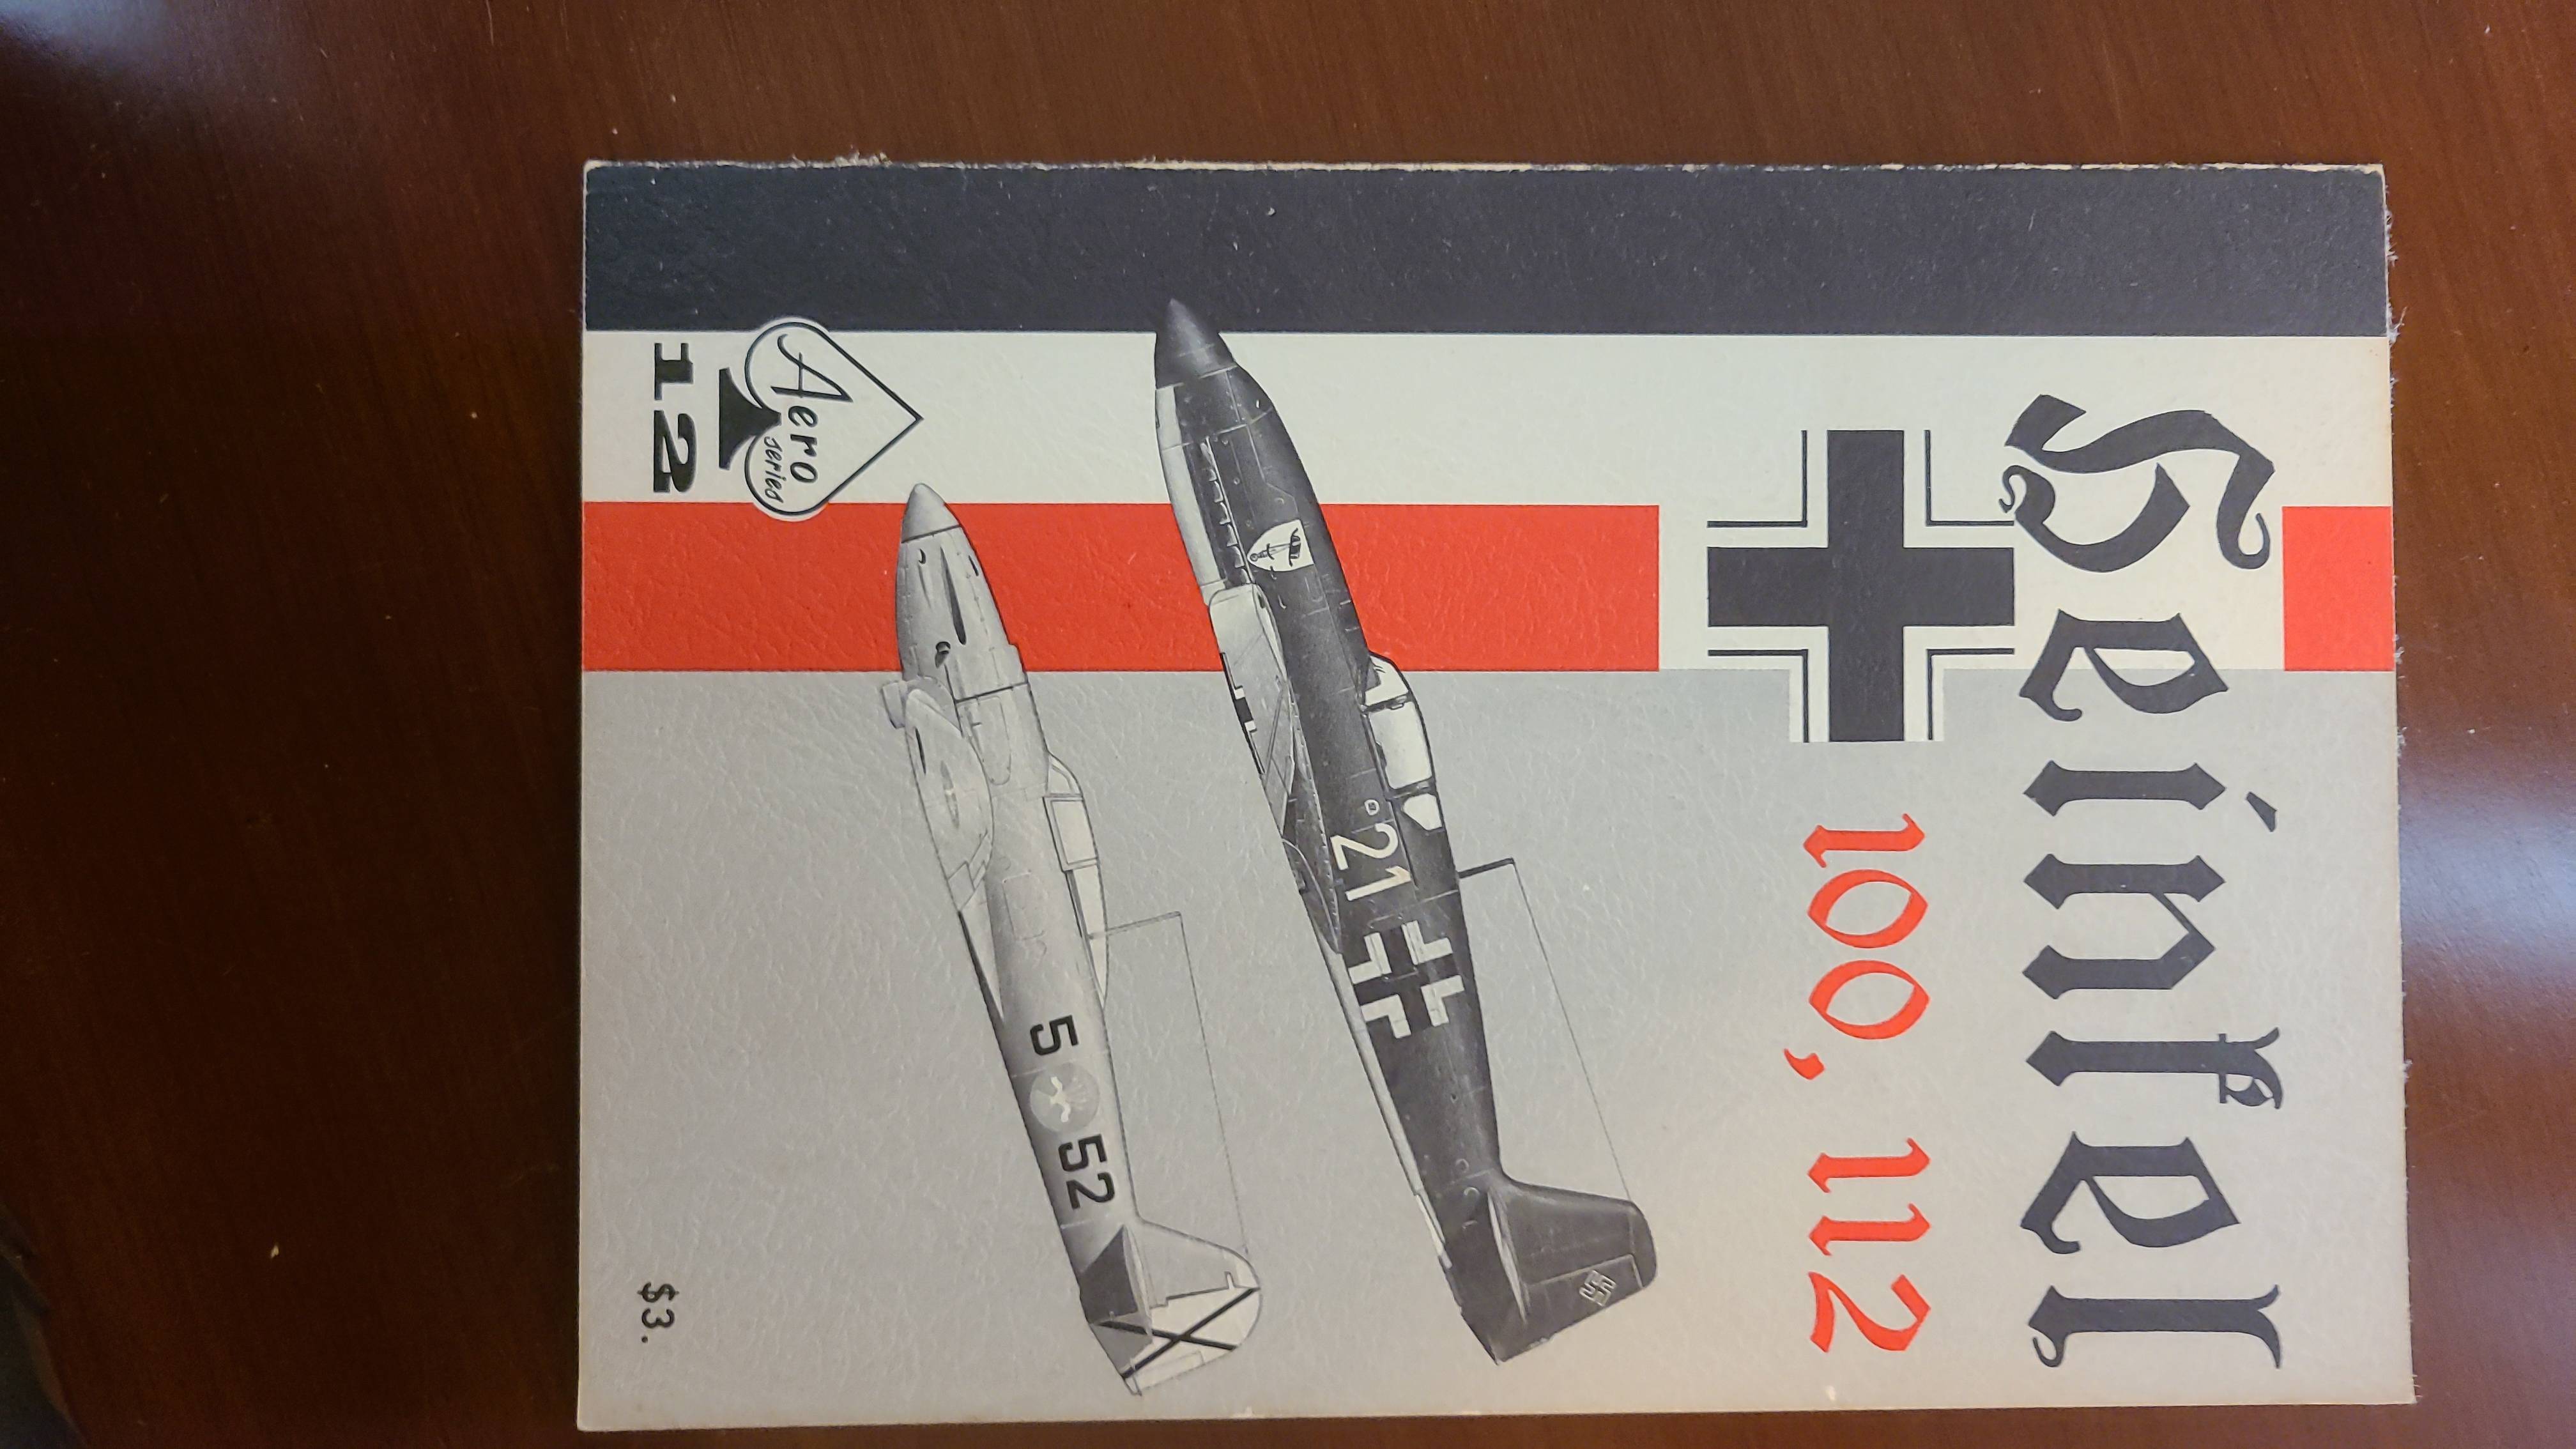 Heinkel
100, 112
21
5 52
Aero
series
12
$3.